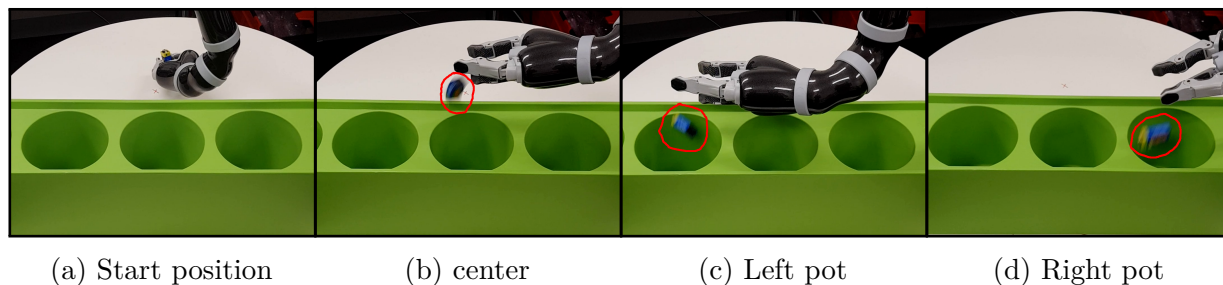 (a) Start position
(b) center
(c) Left pot
(d) Right pot